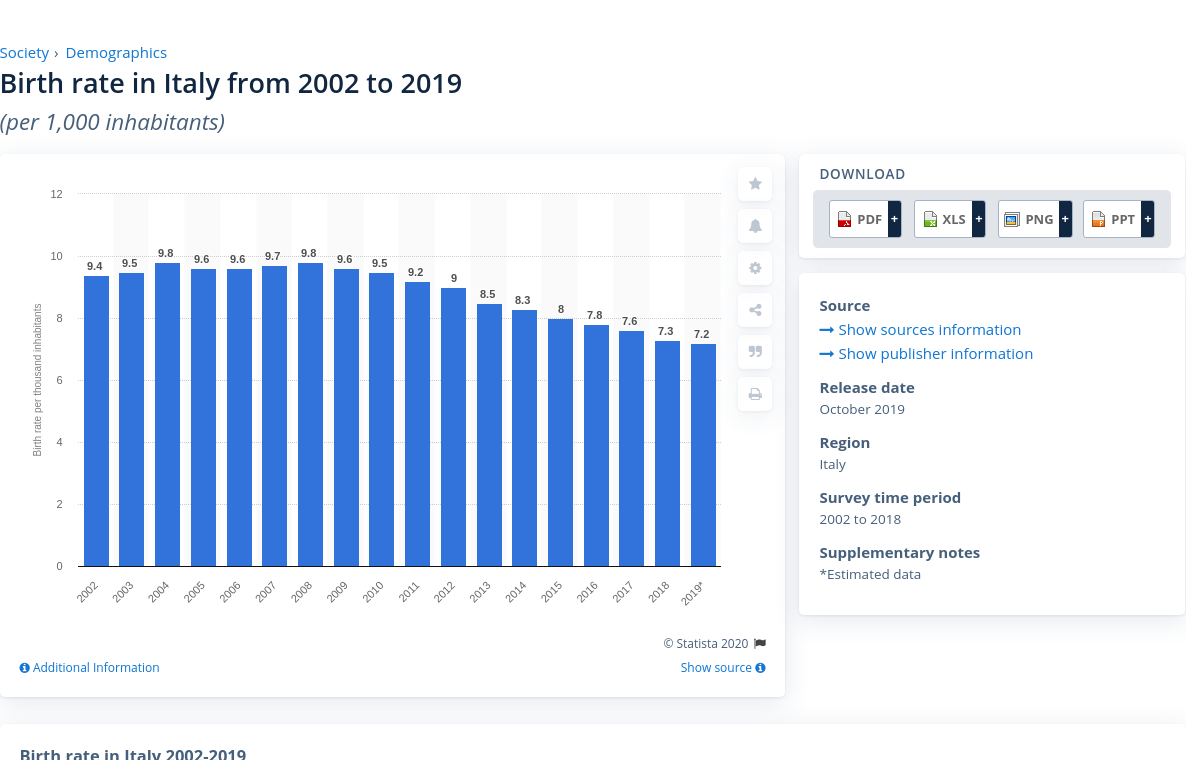 Society › Demographics
Birth rate in Italy from 2002 to 2019
(per 1,000 inhabitants)
Birth rate per thousand inhabitants
12
10
8
6
4
2
0
9.4 9.5 9.8 9.6 9.6 9.7 9.8 9.6 9.5 9.2 9 8.5 8.3 8 7.8 7.6 7.3 7.2
2002 2003 2004 2005 2006 2007 2008 2009 2010 2011 2012 2013 2014 2015 2016 2017 2018 2019*
© Statista 2020
Additional Information
Show source
DOWNLOAD
PDF + XLS + PNG + PPT +
Source
Show sources information
Show publisher information
Release date
October 2019
Region
Italy
Survey time period
2002 to 2018
Supplementary notes
*Estimated data
Birth rate in Italy 2002-2019